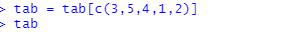 > tab = tab[c(3,5,4,1,2)]
> tab